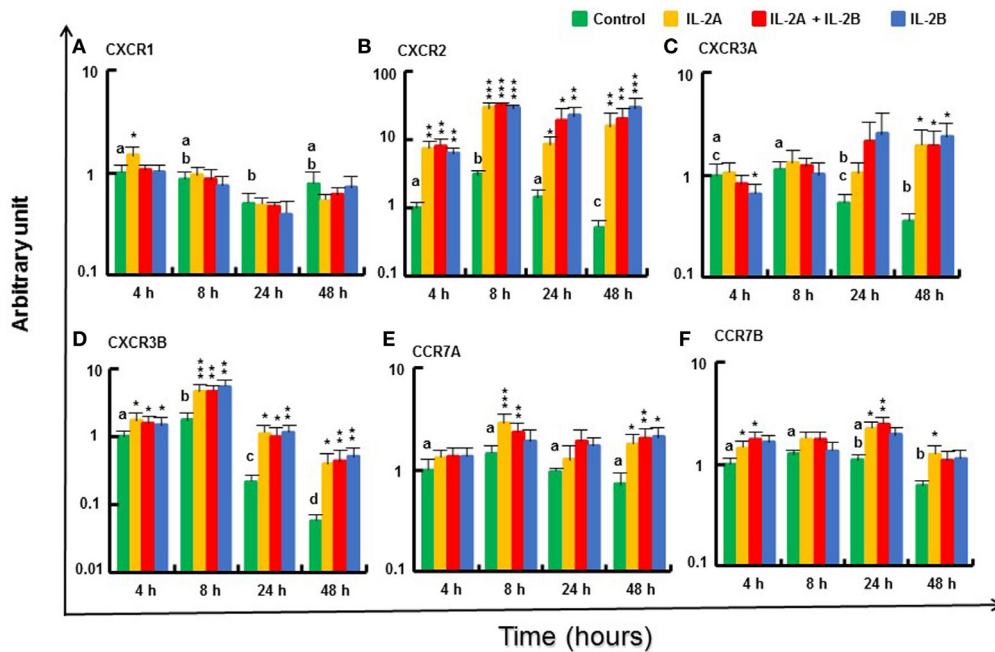 Control IL-2A IL-2A + IL-2B IL-2B
A B C
CXCR1 CXCR2 CXCR3A
10 100 10
a * a b b a b
1
0.1
4 h 8 h 24 h 48 h
a ** ** ** b *** *** *** a * * ** c ** ** ***
10
1
0.1
4 h 8 h 24 h 48 h
a c * a b c b * * *
1
0.1
4 h 8 h 24 h 48 h
Arbitrary unit
D E F
CXCR3B CCR7A CCR7B
10 10 10
a * * * b *** ** ** c * * ** d ** *** **
1
0.1
0.01
4 h 8 h 24 h 48 h
a a *** ** a a * ** **
1
0.1
4 h 8 h 24 h 48 h
a * * a a b * ** b *
1
0.1
4 h 8 h 24 h 48 h
Time (hours)